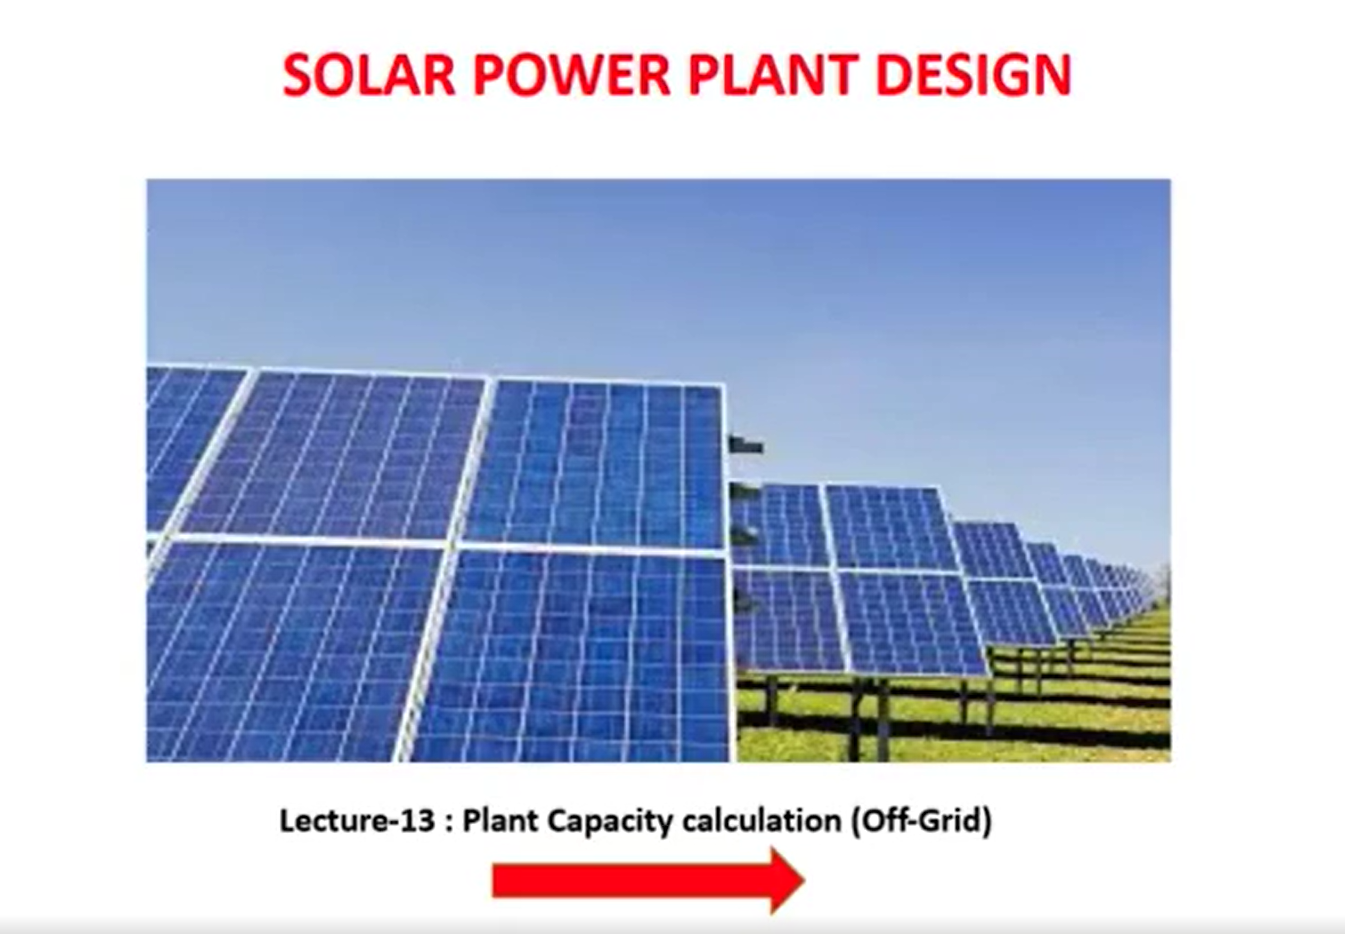 SOLAR POWER PLANT DESIGN
Lecture-13 : Plant Capacity calculation (Off-Grid)